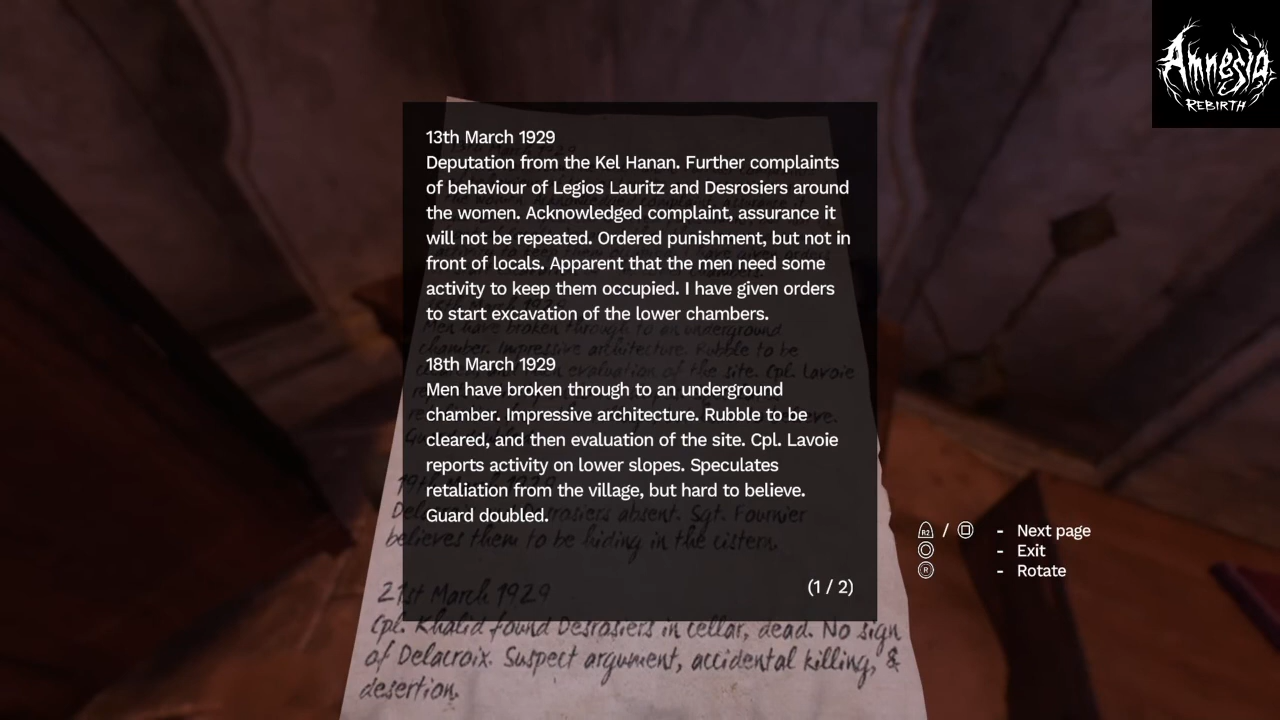 Amnesia
REBIRTH
13th March 1929
Deputation from the Kel Hanan. Further complaints
of behaviour of Legios Lauritz and Desrosiers around
the women. Acknowledged complaint, assurance it
will not be repeated. Ordered punishment, but not in
front of locals. Apparent that the men need some
activity to keep them occupied. I have given orders
to start excavation of the lower chambers.
18th March 1929
Men have broken through to an underground
chamber. Impressive architecture. Rubble to be
cleared, and then evaluation of the site. Cpl. Lavoie
reports activity on lower slopes. Speculates
retaliation from the village, but hard to believe.
Guard doubled.
(1 / 2)
R2 / - Next page
- Exit
R - Rotate
19th March 1929
absent. Sgt. Fournier
believes them to be hiding in the cistern.
21st March 1929
Cpl. Khalid found Desrosiers in cellar, dead. No sign
of Delacroix. Suspect argument, accidental killing, &
desertion.